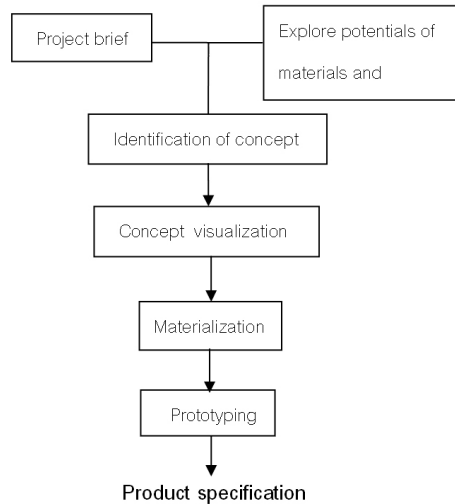 Project brief
Explore potentials of
materials and
Identification of concept
Concept visualization
Materialization
Prototyping
Product specification